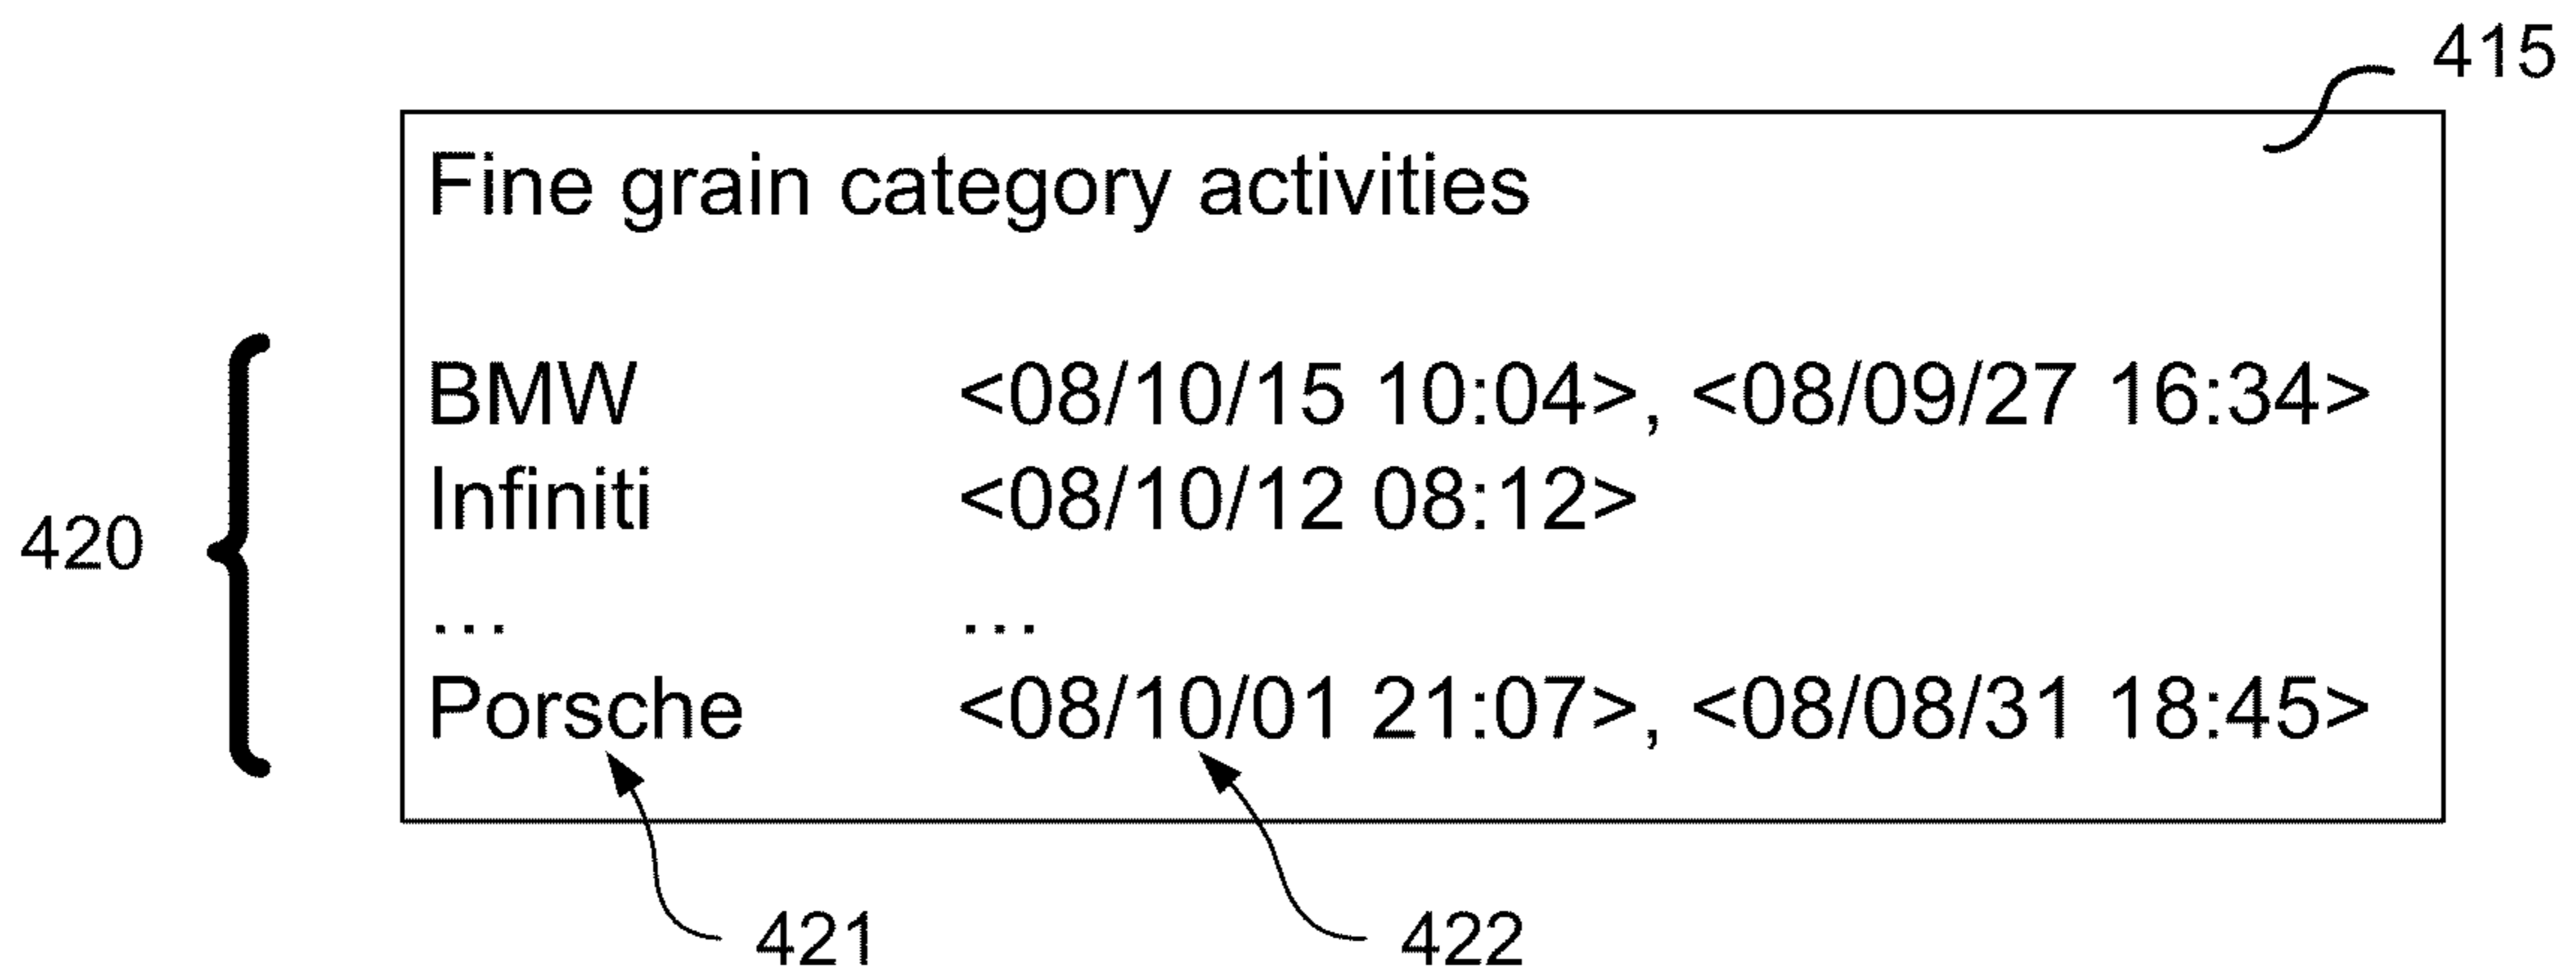 415
Fine grain category activities
BMW <08/10/15 10:04>, <08/09/27 16:34>
Infiniti <08/10/12 08:12>
420
... ...
Porsche <08/10/01 21:07>, <08/08/31 18:45>
421 422